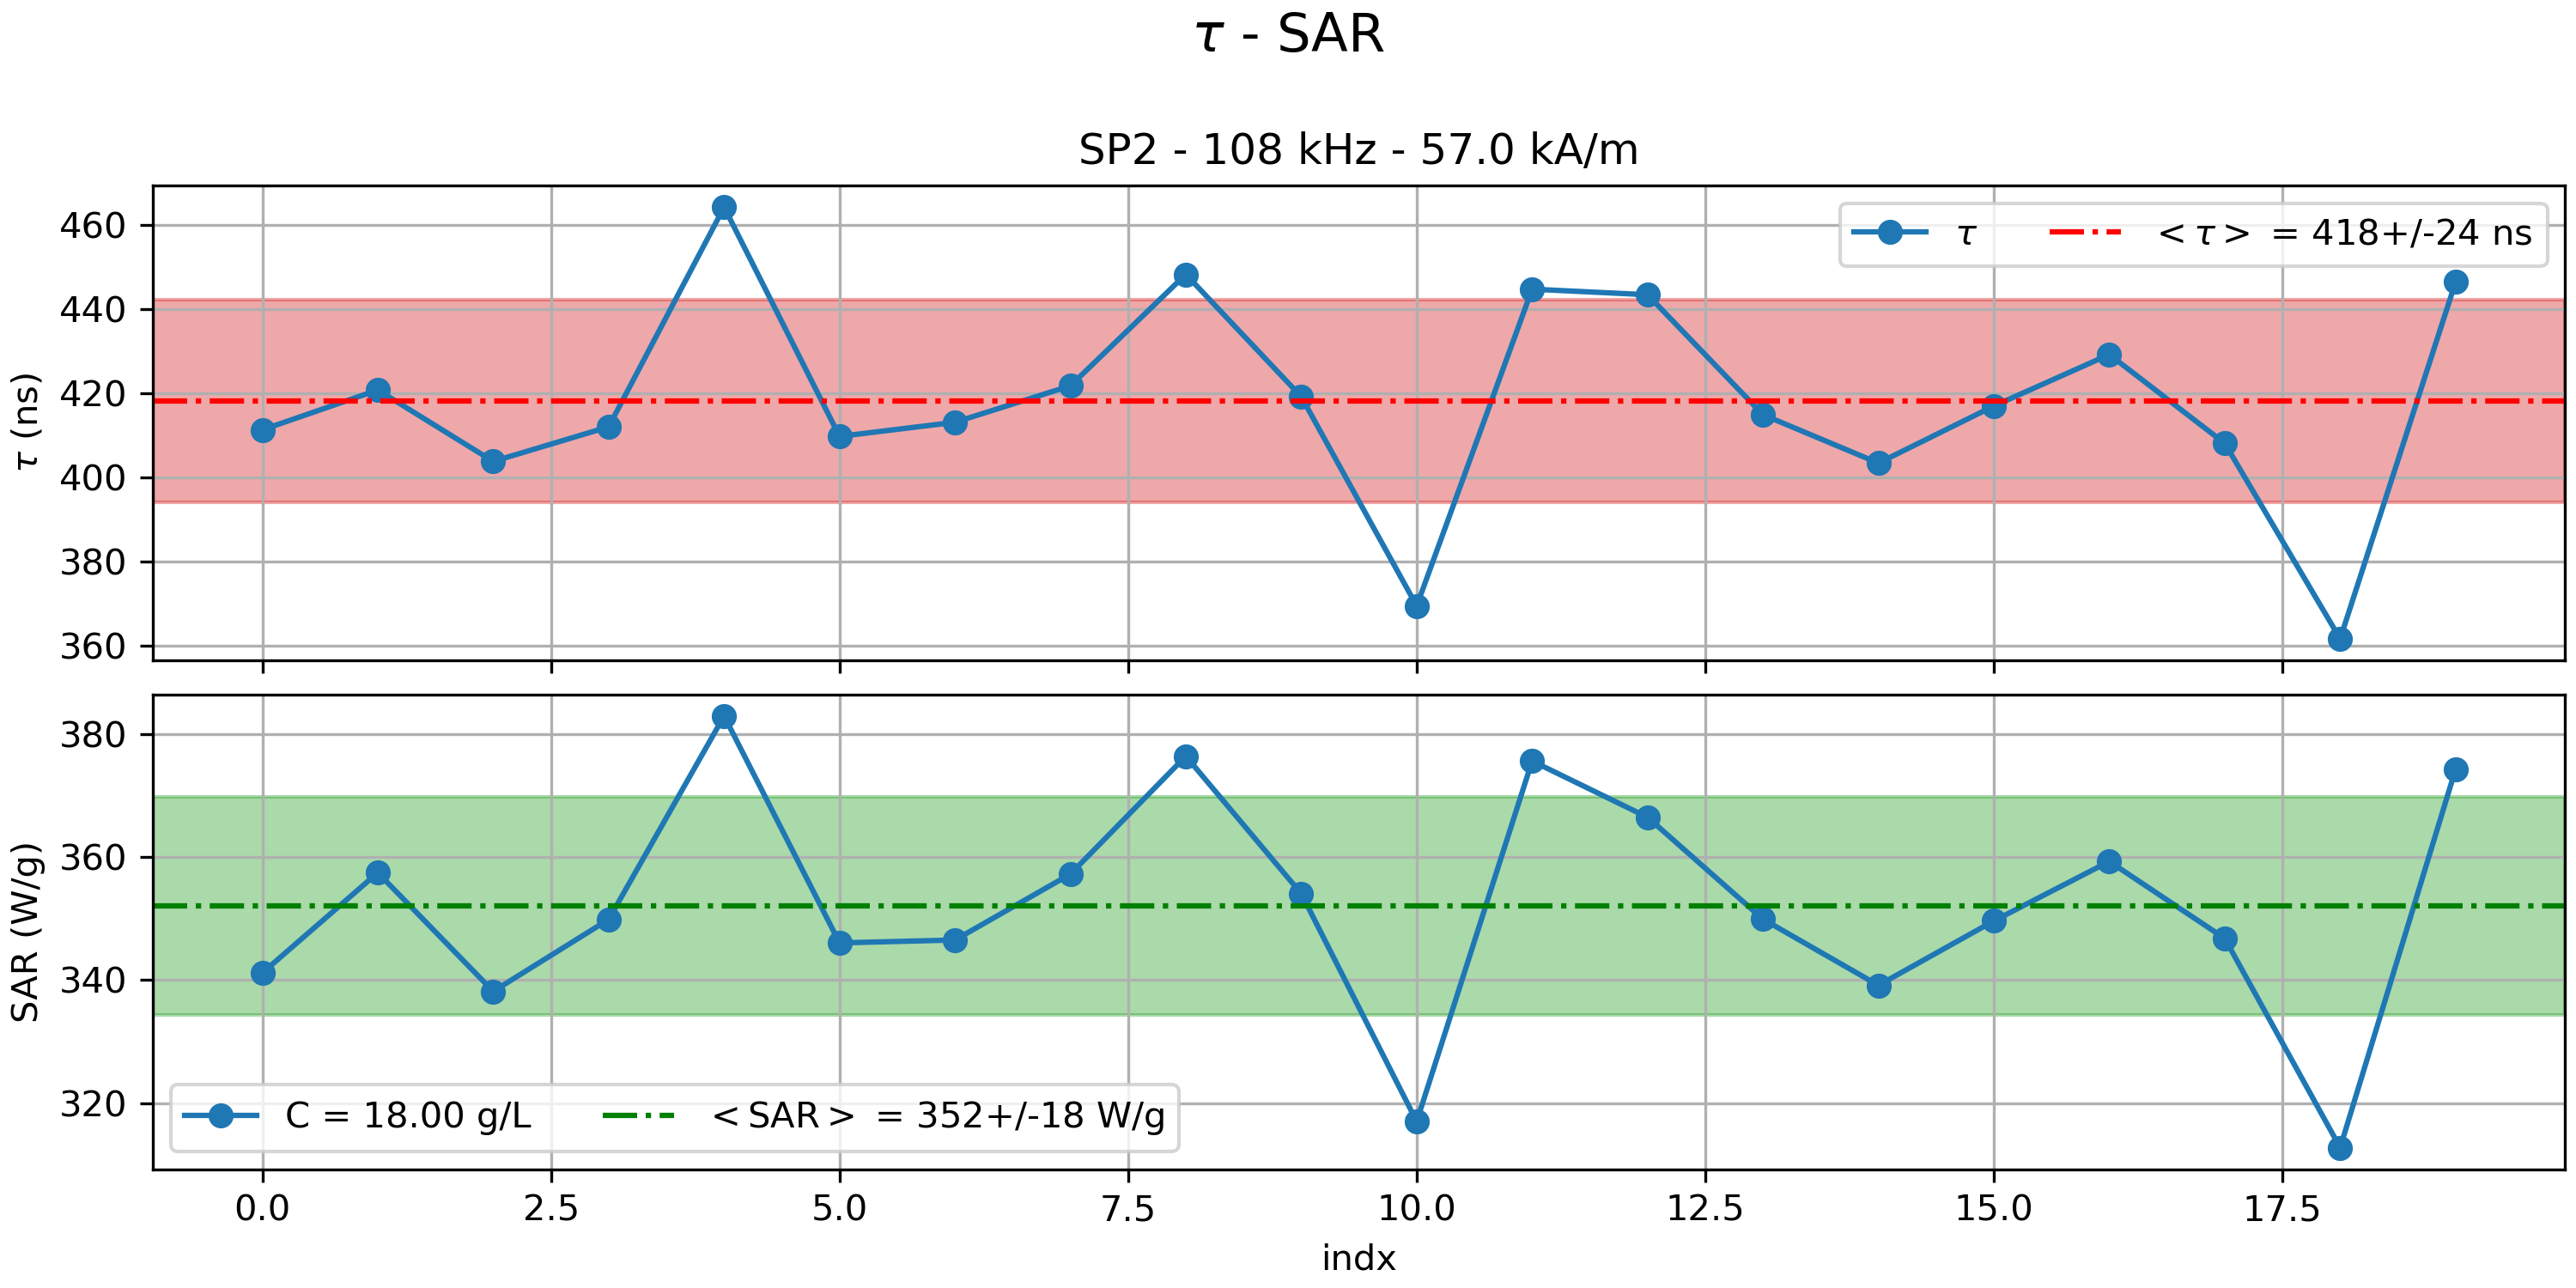 τ - SAR
SP2 - 108 kHz - 57.0 kA/m
τ (ns)
460
440
420
400
380
360
τ
<τ> = 418+/-24 ns
SAR (W/g)
380
360
340
320
C = 18.00 g/L
<SAR> = 352+/-18 W/g
0.0 2.5 5.0 7.5 10.0 12.5 15.0 17.5
indx